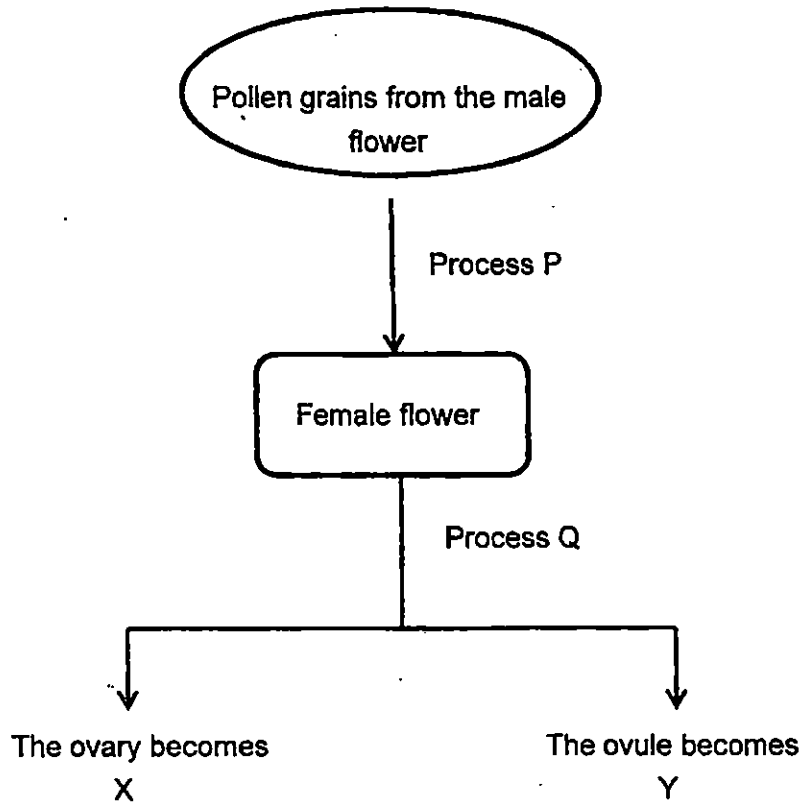 Pollen grains from the male
flower
Process P
Female flower
Process Q
The ovary becomes
X
The ovule becomes
Y